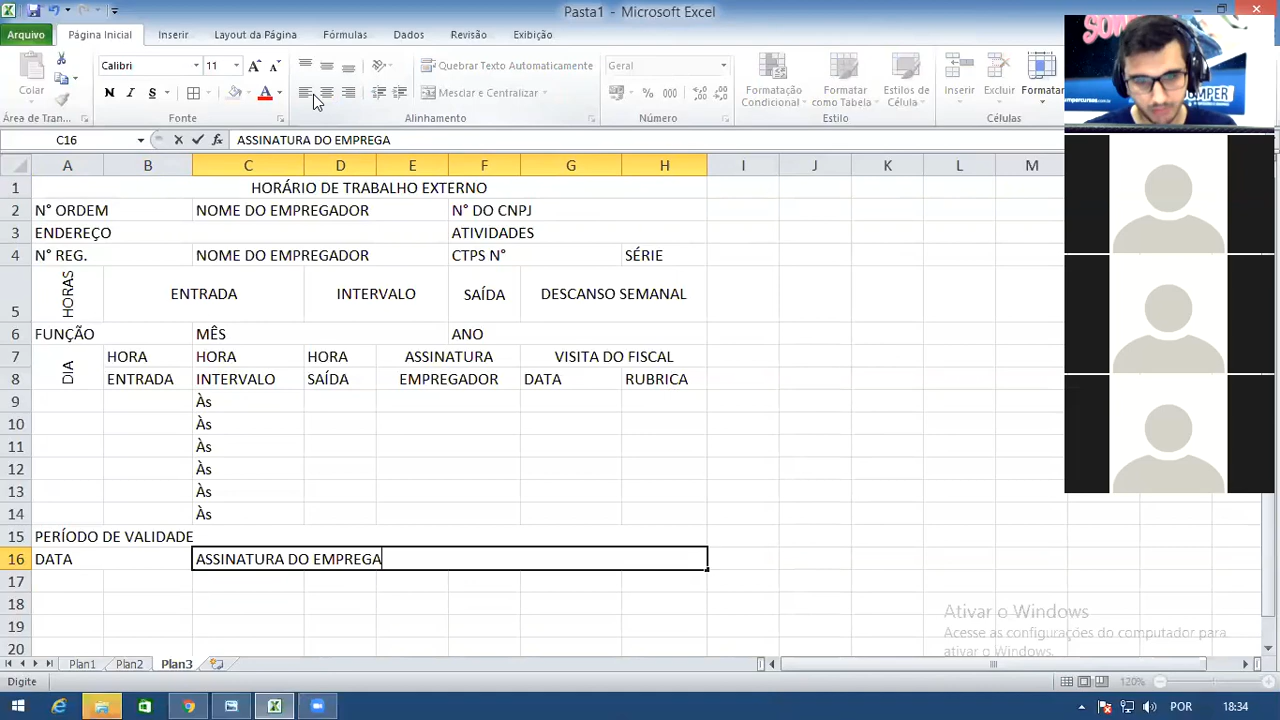 Pasta1 - Microsoft Excel
Arquivo
Página Inicial
Inserir
Layout da Página
Fórmulas
Dados
Revisão
Exibição
Colar
Calibri
11
Quebrar Texto Automaticamente
Geral
N I S
Mesclar e Centralizar
% 000
Formatação Condicional
Formatar como Tabela
Estilos de Célula
Inserir
Excluir
Formatar
Área de Tran...
Fonte
Alinhamento
Número
Estilo
Células
C16
fx
ASSINATURA DO EMPREGA
A B C D E F G H I J K L M
1 HORÁRIO DE TRABALHO EXTERNO
2 N° ORDEM NOME DO EMPREGADOR N° DO CNPJ
3 ENDEREÇO ATIVIDADES
4 N° REG. NOME DO EMPREGADOR CTPS N° SÉRIE
5 HORAS ENTRADA INTERVALO SAÍDA DESCANSO SEMANAL
6 FUNÇÃO MÊS ANO
7 DIA HORA HORA HORA ASSINATURA VISITA DO FISCAL
8 ENTRADA INTERVALO SAÍDA EMPREGADOR DATA RUBRICA
9 Às
10 Às
11 Às
12 Às
13 Às
14 Às
15 PERÍODO DE VALIDADE
16 DATA ASSINATURA DO EMPREGA
17
18
19
20
Ativar o Windows
Acesse as configurações do computador para
ativar o Windows.
Plan1
Plan2
Plan3
Digite
120%
POR
18:34